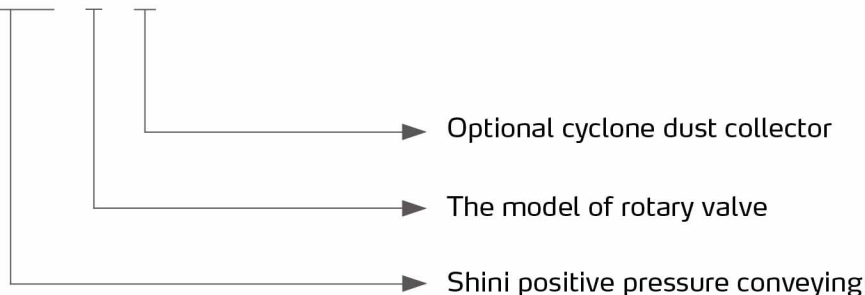 Optional cyclone dust collector
The model of rotary valve
Shini positive pressure conveying